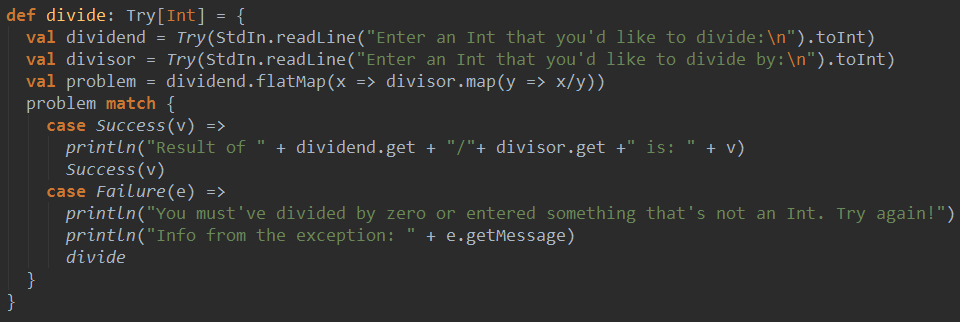 def divide: Try[Int] = {
  val dividend = Try(StdIn.readLine("Enter an Int that you'd like to divide:\n").toInt)
  val divisor = Try(StdIn.readLine("Enter an Int that you'd like to divide by:\n").toInt)
  val problem = dividend.flatMap(x => divisor.map(y => x/y))
  problem match {
    case Success(v) =>
      println("Result of " + dividend.get + "/"+ divisor.get +" is: " + v)
      Success(v)
    case Failure(e) =>
      println("You must've divided by zero or entered something that's not an Int. Try again!")
      println("Info from the exception: " + e.getMessage)
      divide
  }
}